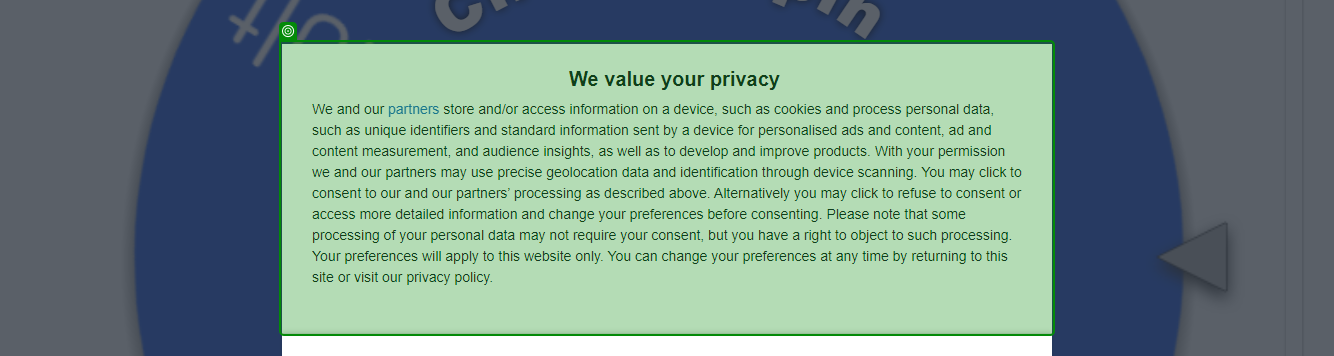 We value your privacy
We and our partners store and/or access information on a device, such as cookies and process personal data,
such as unique identifiers and standard information sent by a device for personalised ads and content, ad and
content measurement, and audience insights, as well as to develop and improve products. With your permission
we and our partners may use precise geolocation data and identification through device scanning. You may click to
consent to our and our partners’ processing as described above. Alternatively you may click to refuse to consent or
access more detailed information and change your preferences before consenting. Please note that some
processing of your personal data may not require your consent, but you have a right to object to such processing.
Your preferences will apply to this website only. You can change your preferences at any time by returning to this
site or visit our privacy policy.